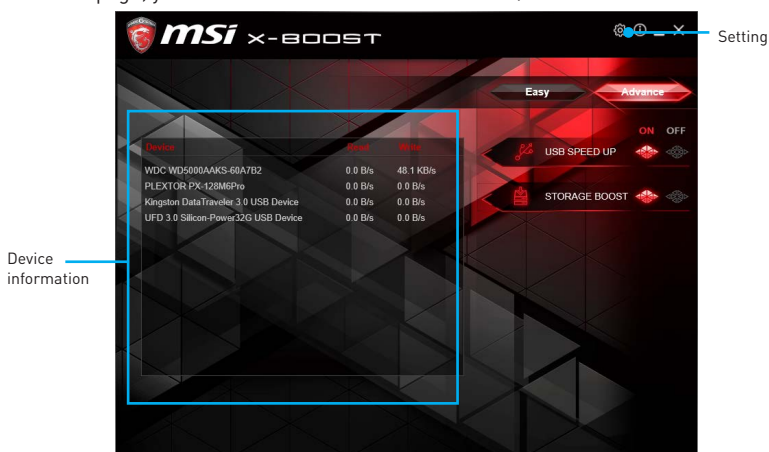 msi x-boost
Setting
Easy Advance
ON OFF
USB SPEED UP
STORAGE BOOST
Device Read Write
WDC WD5000AAKS-60A7B2 0.0 B/s 48.1 KB/s
PLEXTOR PX-128M6Pro 0.0 B/s 0.0 B/s
Kingston DataTraveler 3.0 USB Device 0.0 B/s 0.0 B/s
UFD 3.0 Silicon-Power32G USB Device 0.0 B/s 0.0 B/s
Device
information